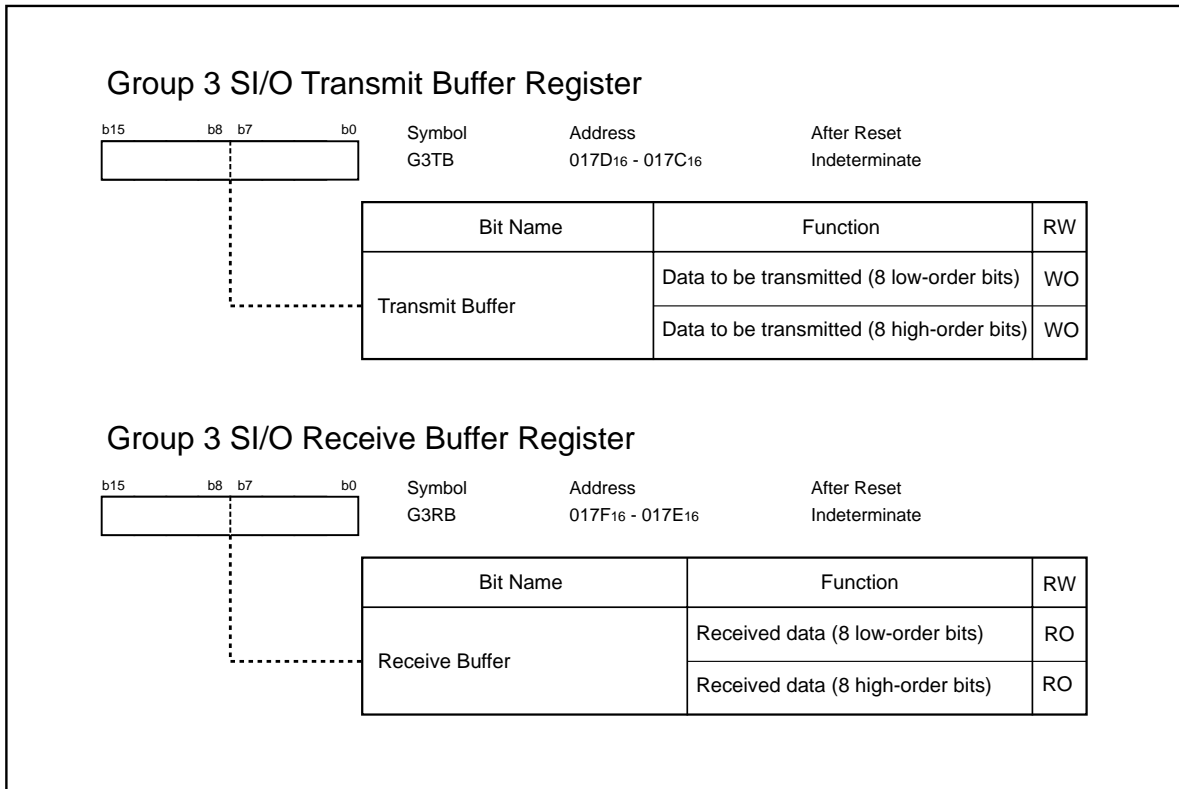 Group 3 SI/O Transmit Buffer Register
b15 b8 b7 b0
Symbol Address After Reset
G3TB 017D16 - 017C16 Indeterminate
Bit Name Function RW
Transmit Buffer
Data to be transmitted (8 low-order bits) WO
Data to be transmitted (8 high-order bits) WO
Group 3 SI/O Receive Buffer Register
b15 b8 b7 b0
Symbol Address After Reset
G3RB 017F16 - 017E16 Indeterminate
Bit Name Function RW
Receive Buffer
Received data (8 low-order bits) RO
Received data (8 high-order bits) RO